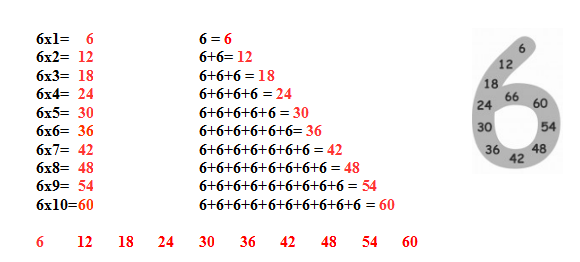 6x1= 6 6 = 6
6x2= 12 6+6= 12
6x3= 18 6+6+6 = 18
6x4= 24 6+6+6+6 = 24
6x5= 30 6+6+6+6+6 = 30
6x6= 36 6+6+6+6+6+6= 36
6x7= 42 6+6+6+6+6+6+6 = 42
6x8= 48 6+6+6+6+6+6+6+6 = 48
6x9= 54 6+6+6+6+6+6+6+6+6 = 54
6x10=60 6+6+6+6+6+6+6+6+6+6 = 60
6 12 18 24 30 36 42 48 54 60
6
12
18
24
30
36
42
48
54
60
66